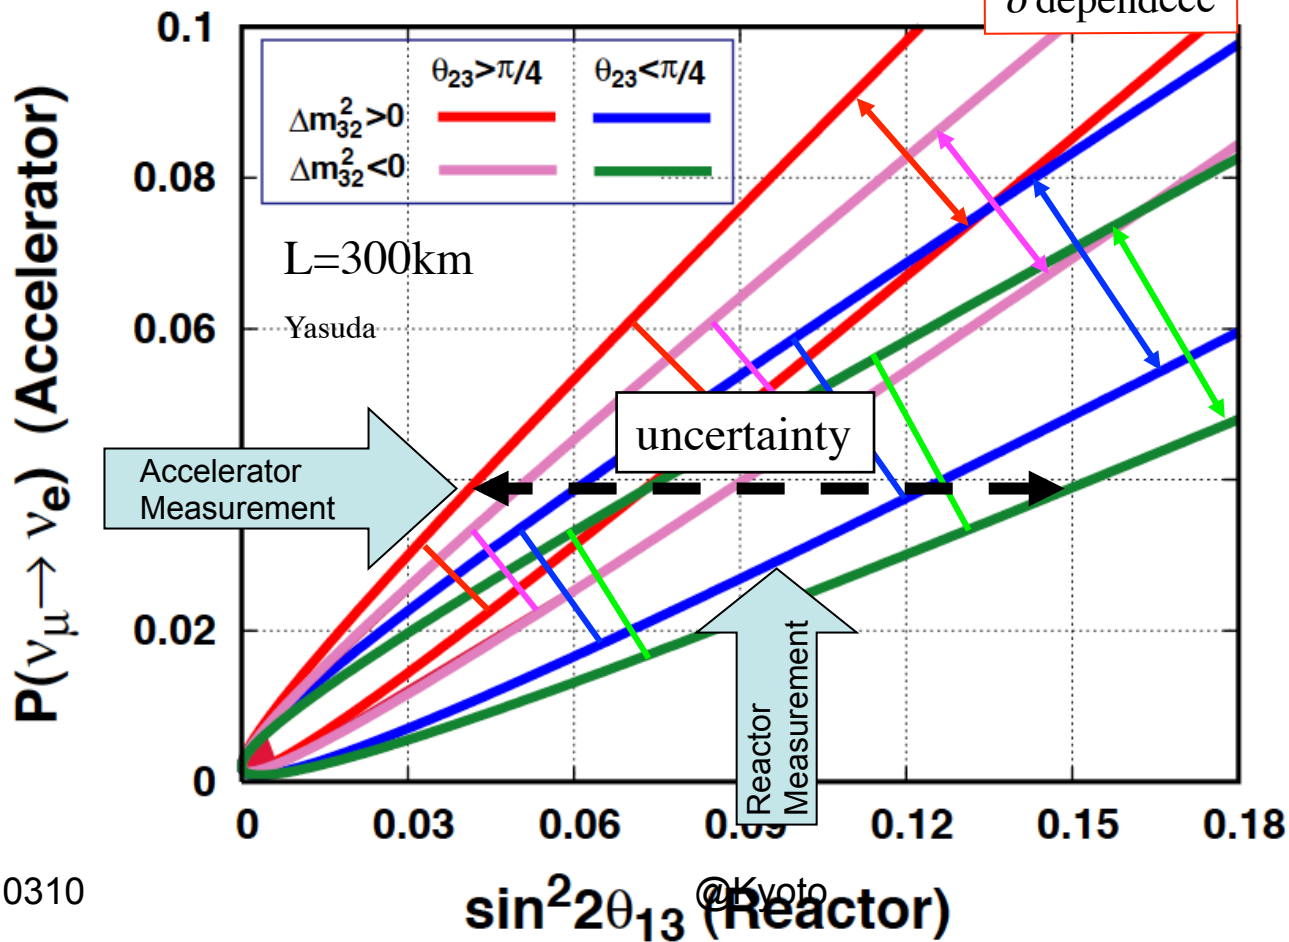 δ dependecc
0.1
0.08
0.06
0.02
0
P(νμ→ νe) (Accelerator)
θ23>π/4 θ23<π/4
Δm²32>0
Δm²32<0
L=300km
Yasuda
uncertainty
Accelerator
Measurement
Reactor
Measurement
0 0.03 0.06 0.09 0.12 0.15 0.18
sin²2θ13 (Reactor)
0310
@Kyoto